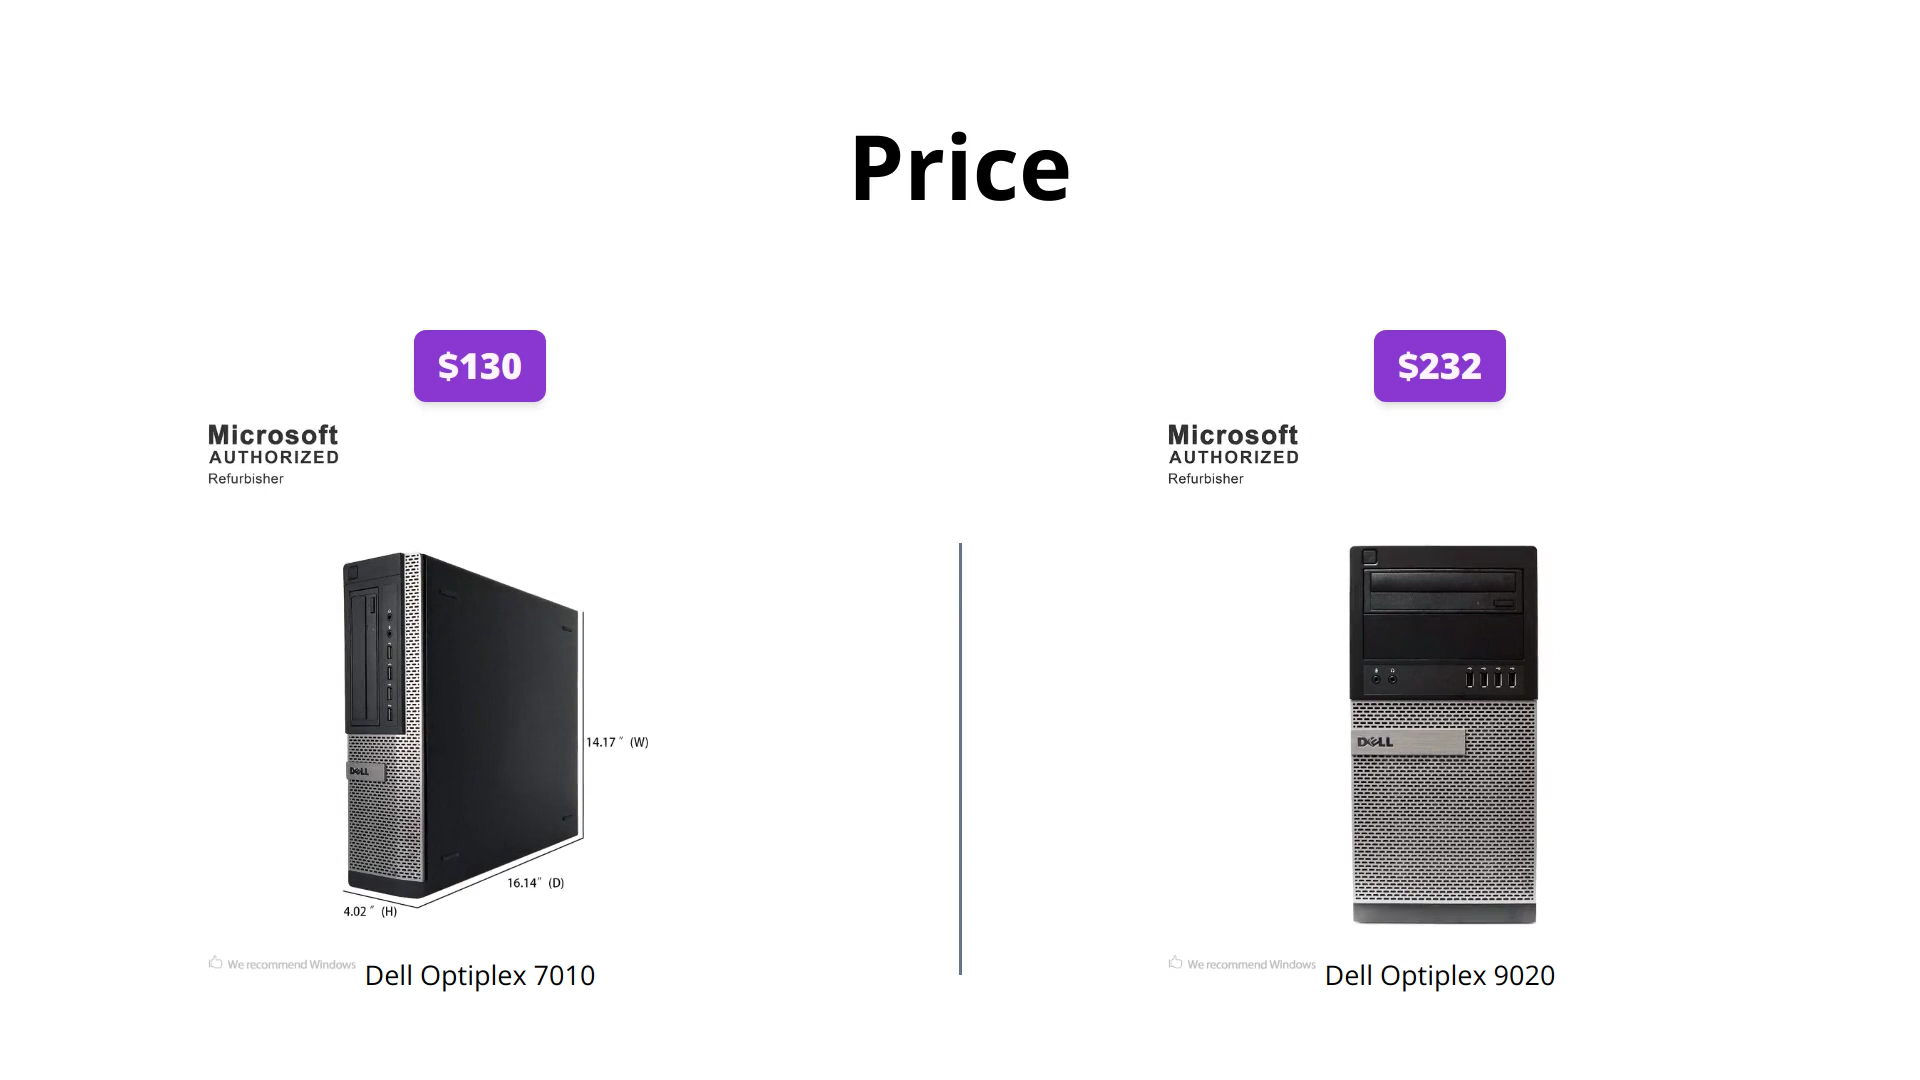 Price
$130
Microsoft
AUTHORIZED
Refurbisher
DELL
14.17 " (W)
16.14" (D)
4.02 " (H)
We recommend Windows
Dell Optiplex 7010
$232
Microsoft
AUTHORIZED
Refurbisher
DELL
We recommend Windows
Dell Optiplex 9020